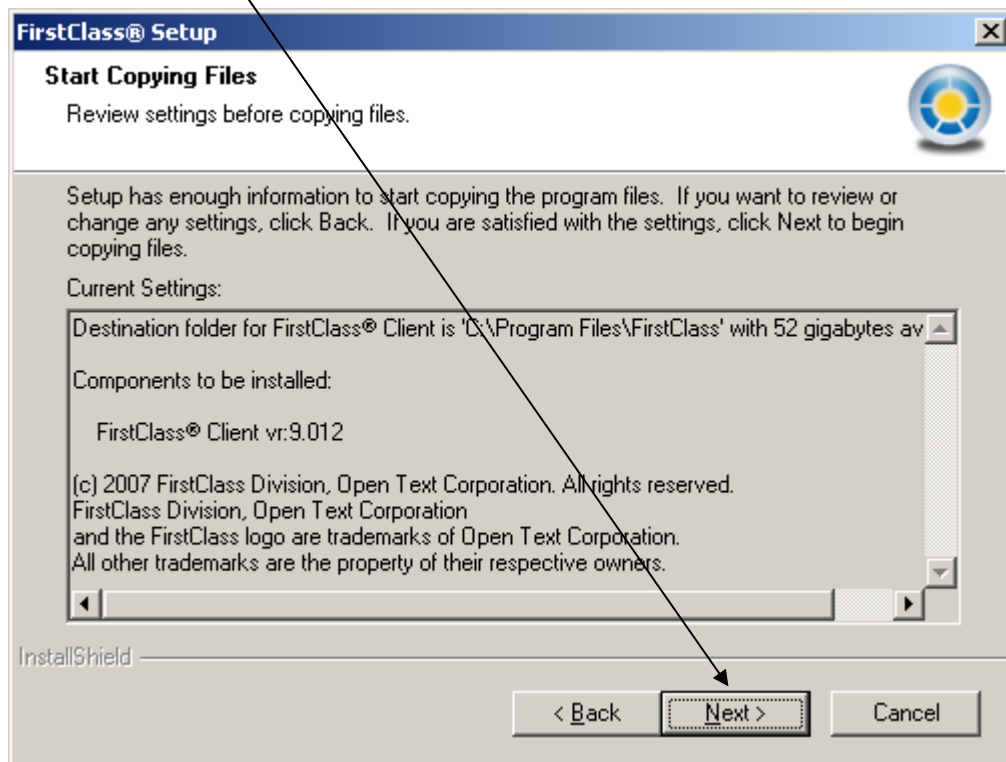 FirstClass® Setup
Start Copying Files
Review settings before copying files.
Setup has enough information to start copying the program files.  If you want to review or
change any settings, click Back.  If you are satisfied with the settings, click Next to begin
copying files.
Current Settings:
Destination folder for FirstClass® Client is 'C:\Program Files\FirstClass' with 52 gigabytes av
Components to be installed:
FirstClass® Client vr:9.012
(c) 2007 FirstClass Division, Open Text Corporation. All rights reserved.
FirstClass Division, Open Text Corporation
and the FirstClass logo are trademarks of Open Text Corporation.
All other trademarks are the property of their respective owners.
InstallShield
< Back Next > Cancel